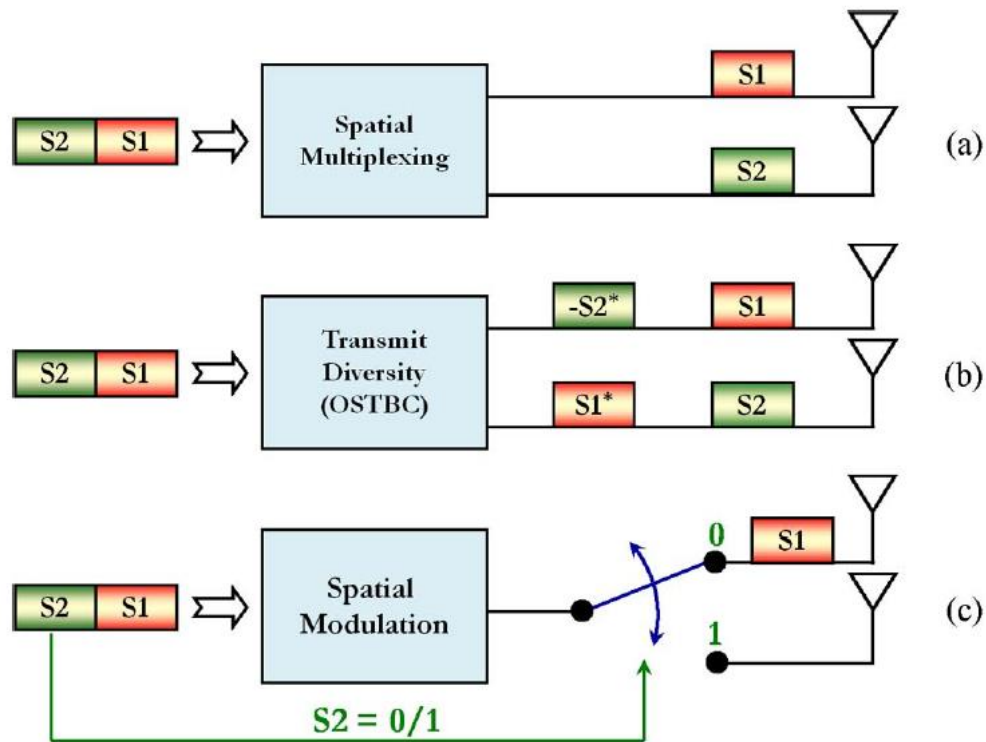 S1
S2 S1
Spatial
Multiplexing
S2
(a)
-S2*
S1
S2 S1
Transmit
Diversity
(OSTBC)
S1*
S2
(b)
0
S1
S2 S1
Spatial
Modulation
1
(c)
S2 = 0/1